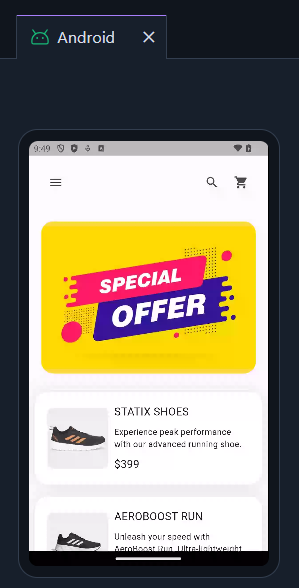 Android
9:49
SPECIAL
OFFER
STATIX SHOES
Experience peak performance
with our advanced running shoe.
$399
AEROBOOST RUN
Unleash your speed with
AeroBoost Run. Ultra-lightweight